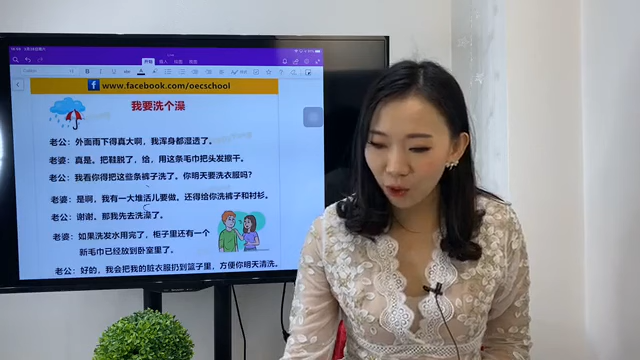 www.facebook.com/oecschool
我要洗个澡
老公：外面雨下得真大啊，我浑身都湿透了。
老婆：真是。把鞋脱了，给，用这条毛巾把头发擦干。
老公：我看你得把这些条裤子洗了。你明天要洗衣服吗？
老婆：是啊，我有一大堆活儿要做。还得给你洗裤子和衬衫。
老公：谢谢。那我先去洗澡了。
老婆：如果洗发水用完了，柜子里还有一个
新毛巾已经放到卧室里了。
老公：好的，我会把我的脏衣服扔到篮子里，方便你明天清洗。